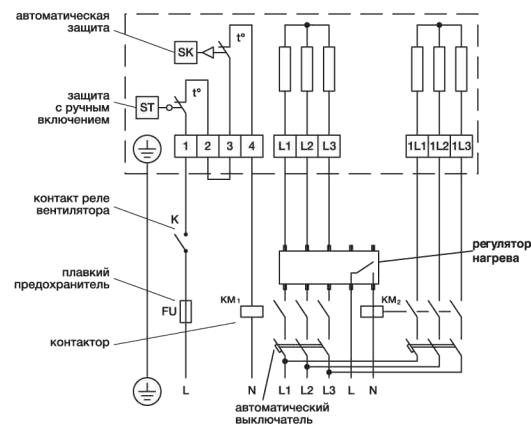 автоматическая
защита
SK
t°
защита
с ручным
включением
ST
t°
1 2 3 4 L1 L2 L3 1L1 1L2 1L3
контакт реле
вентилятора
K
регулятор
нагрева
плавкий
предохранитель
FU
KM1
KM2
контактор
L N L1 L2 L3 L N
автоматический
выключатель